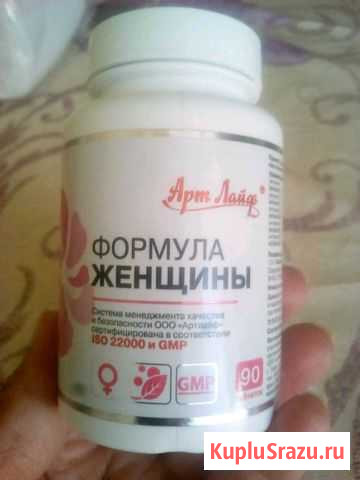 Арт Лайф®
ФОРМУЛА
ЖЕНЩИНЫ
Система менеджмента качества
и безопасности ООО «Артлайф»
сертифицирована в соответствии
ISO 22000 и GMP
GMP
90
KupluSrazu.ru